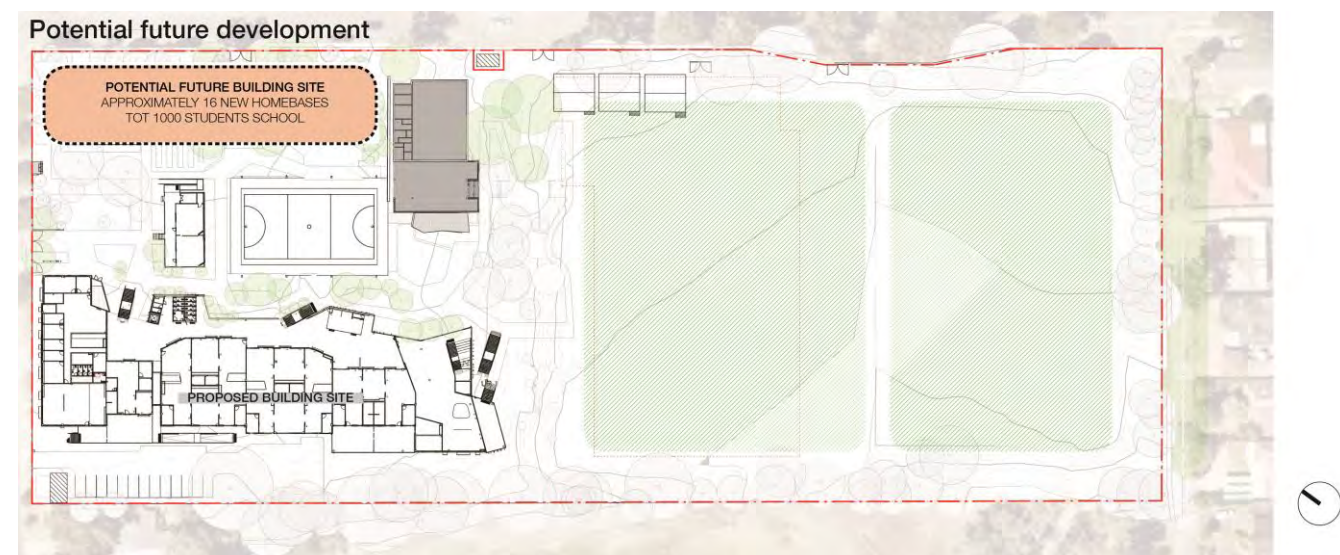 Potential future development
POTENTIAL FUTURE BUILDING SITE
APPROXIMATELY 16 NEW HOMEBASES
TOT 1000 STUDENTS SCHOOL
PROPOSED BUILDING SITE